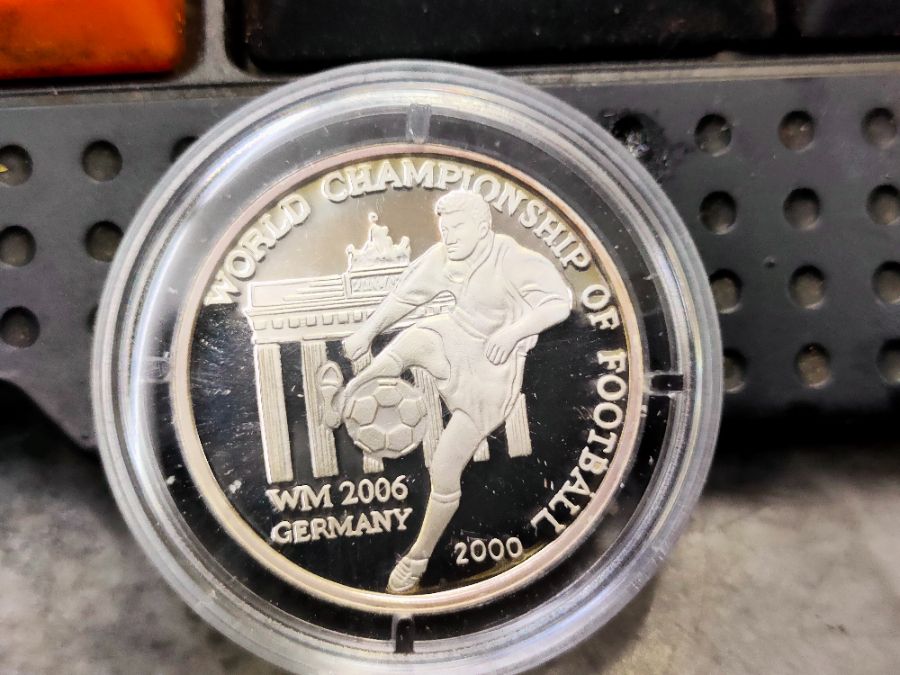 WORLD CHAMPIONSHIP OF FOOTBALL
WM 2006
GERMANY
2000